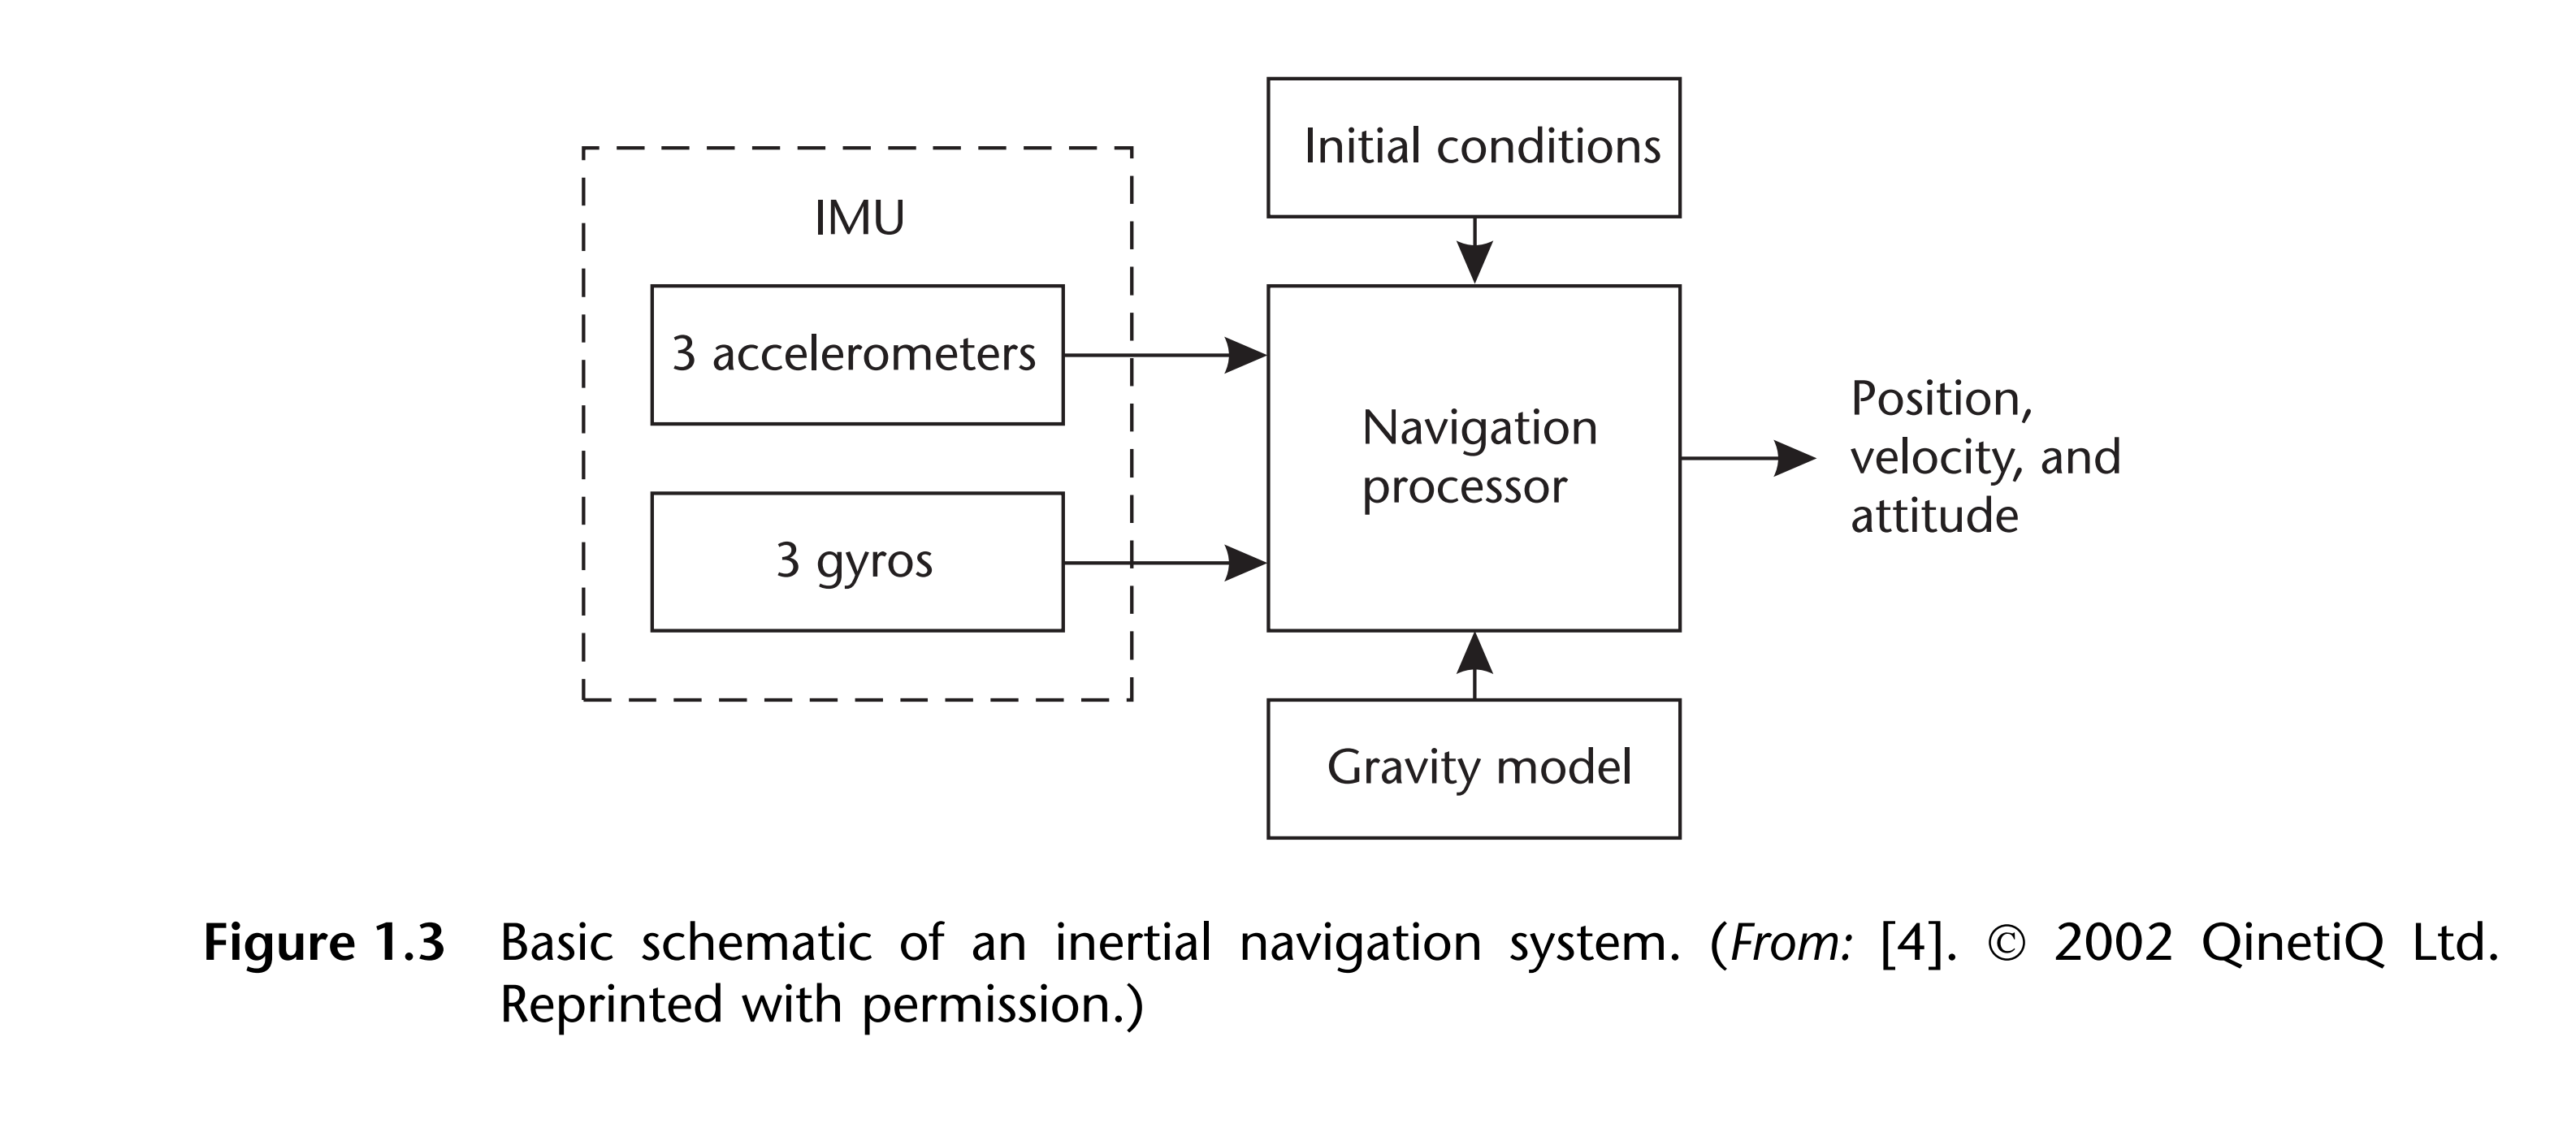 Initial conditions
IMU
3 accelerometers
3 gyros
Navigation
processor
Position,
velocity, and
attitude
Gravity model
Figure 1.3 Basic schematic of an inertial navigation system. (From: [4]. © 2002 QinetiQ Ltd.
Reprinted with permission.)